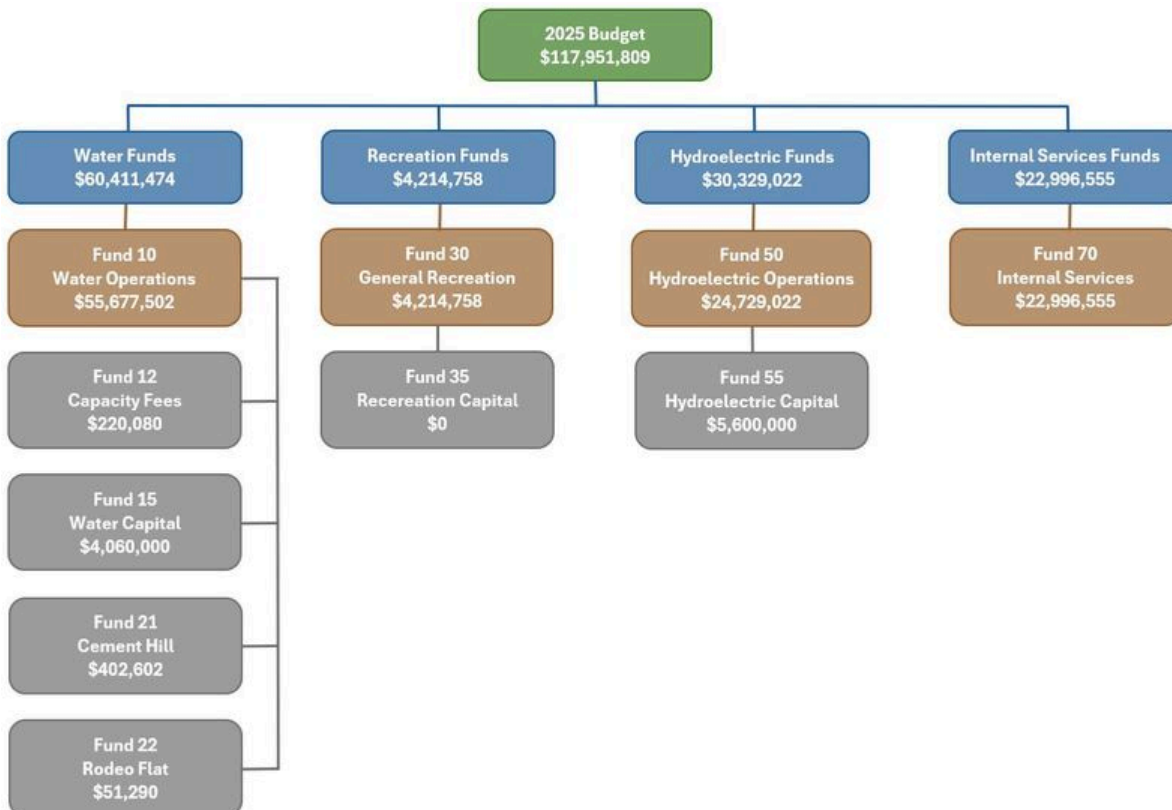 2025 Budget
$117,951,809
Water Funds
$60,411,474
Recreation Funds
$4,214,758
Hydroelectric Funds
$30,329,022
Internal Services Funds
$22,996,555
Fund 10
Water Operations
$55,677,502
Fund 30
General Recreation
$4,214,758
Fund 50
Hydroelectric Operations
$24,729,022
Fund 70
Internal Services
$22,996,555
Fund 12
Capacity Fees
$220,080
Fund 35
Recereation Capital
$0
Fund 55
Hydroelectric Capital
$5,600,000
Fund 15
Water Capital
$4,060,000
Fund 21
Cement Hill
$402,602
Fund 22
Rodeo Flat
$51,290